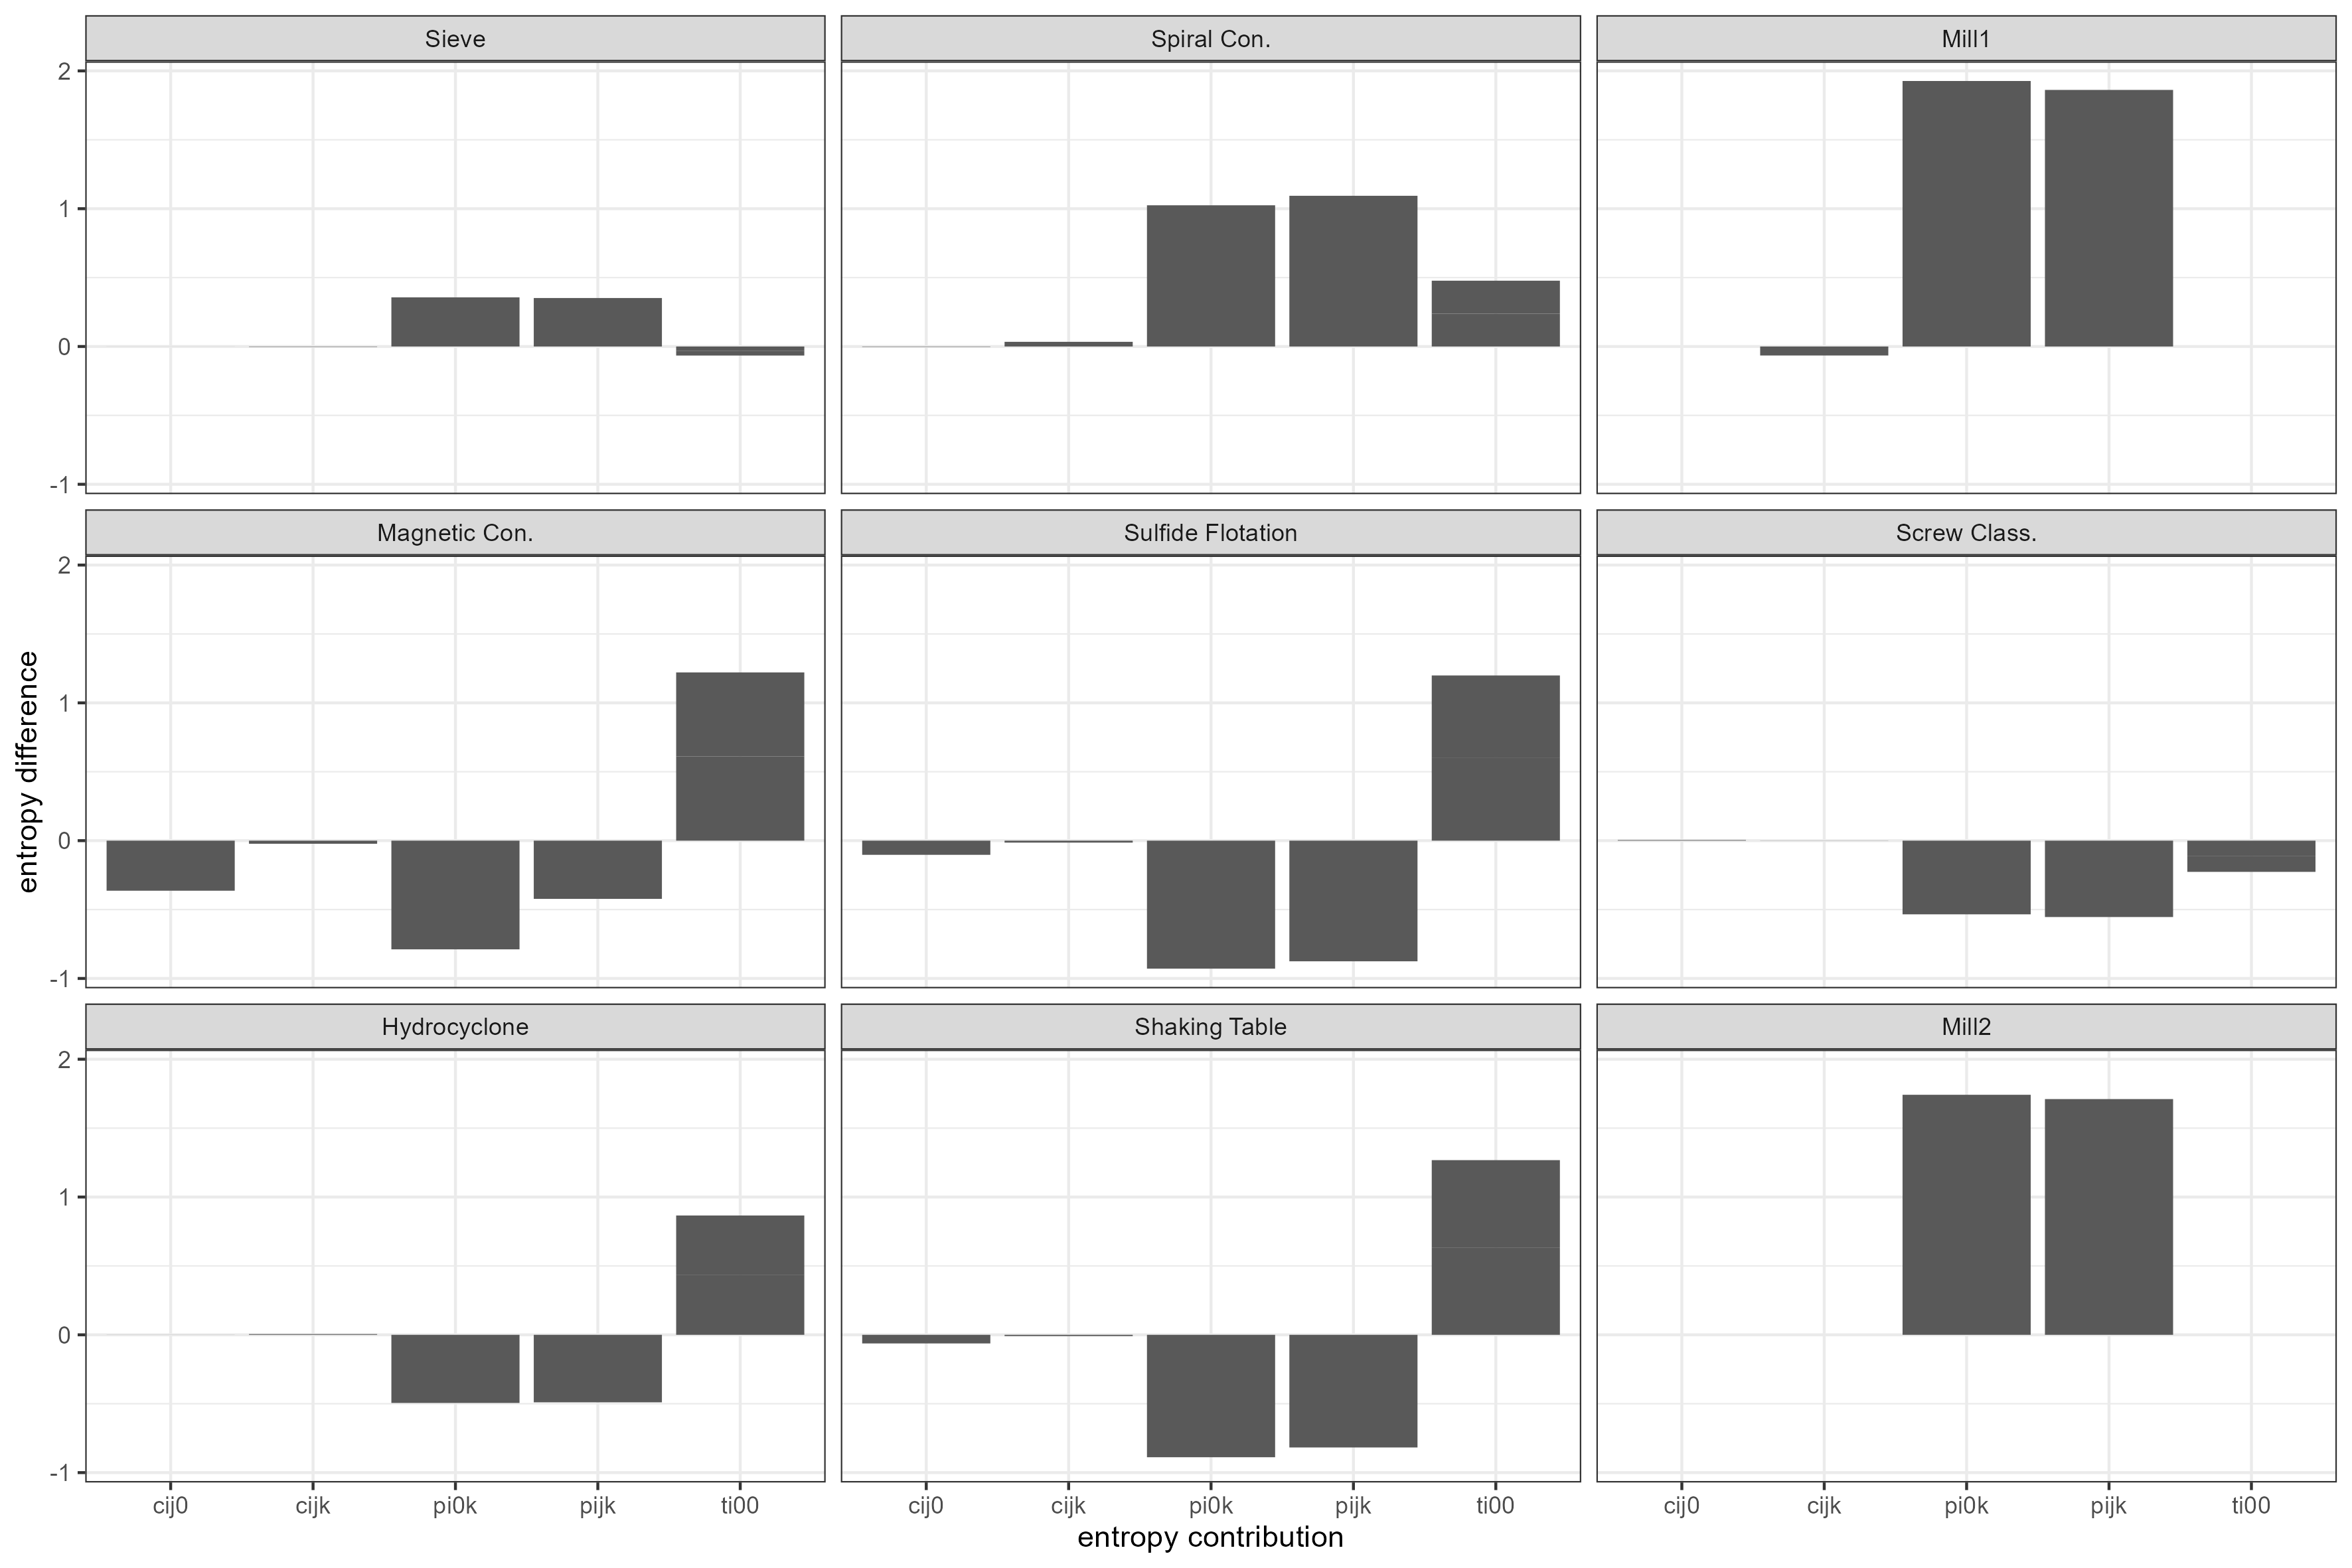 Sieve
Spiral Con.
Mill1
2
1
0
-1
Magnetic Con.
Sulfide Flotation
Screw Class.
2
1
0
-1
entropy difference
Hydrocyclone
Shaking Table
Mill2
2
1
0
-1
cij0 cijk pi0k pijk ti00
cij0 cijk pi0k pijk ti00
cij0 cijk pi0k pijk ti00
entropy contribution